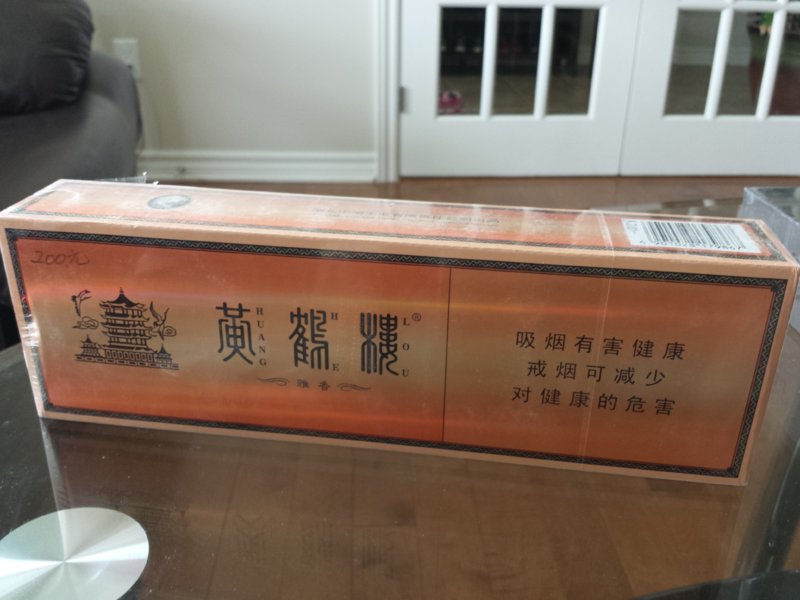 200元
黄鹤楼®
HUANG
HE
LOU
雅香
吸烟有害健康
戒烟可减少
对健康的危害